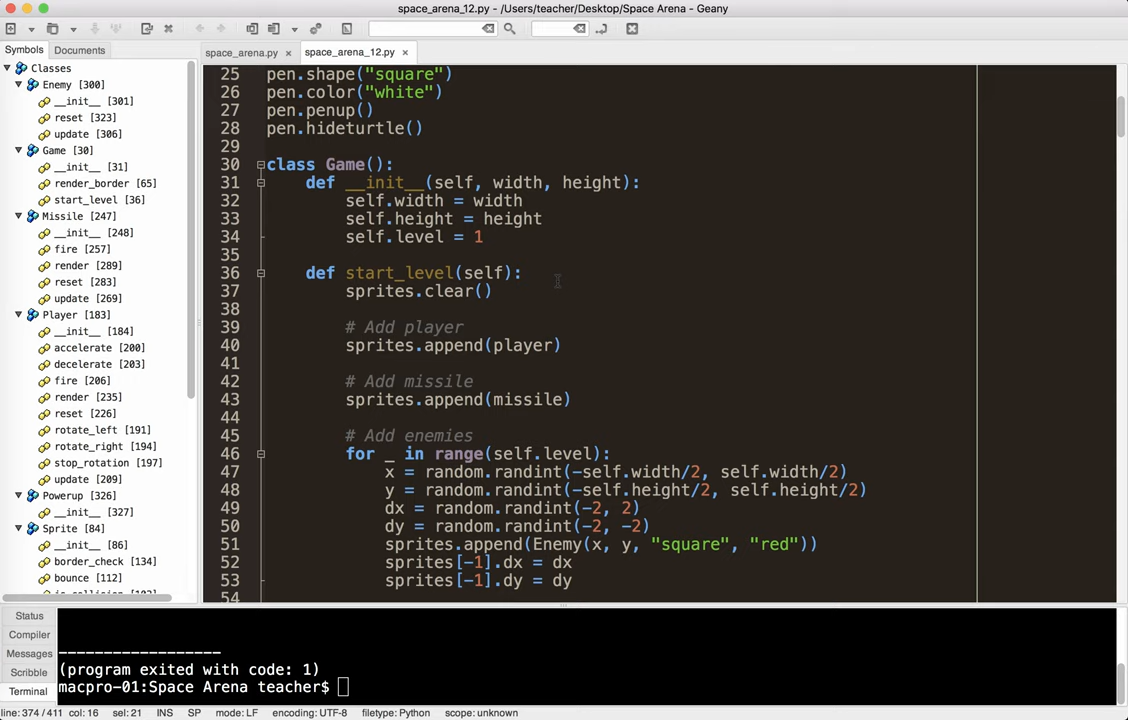 space_arena_12.py - /Users/teacher/Desktop/Space Arena - Geany
Symbols Documents
space_arena.py space_arena_12.py
Classes
Enemy [300]
__init__ [301]
reset [323]
update [306]
Game [30]
__init__ [31]
render_border [65]
start_level [36]
Missile [247]
__init__ [248]
fire [257]
render [289]
reset [283]
update [269]
Player [183]
__init__ [184]
accelerate [200]
decelerate [203]
fire [206]
render [235]
reset [226]
rotate_left [191]
rotate_right [194]
stop_rotation [197]
update [209]
Powerup [326]
__init__ [327]
Sprite [84]
__init__ [86]
border_check [134]
bounce [112]
25 pen.shape("square")
26 pen.color("white")
27 pen.penup()
28 pen.hideturtle()
29
30 class Game():
31 def __init__(self, width, height):
32 self.width = width
33 self.height = height
34 self.level = 1
35
36 def start_level(self):
37 sprites.clear()
38
39 # Add player
40 sprites.append(player)
41
42 # Add missile
43 sprites.append(missile)
44
45 # Add enemies
46 for _ in range(self.level):
47 x = random.randint(-self.width/2, self.width/2)
48 y = random.randint(-self.height/2, self.height/2)
49 dx = random.randint(-2, 2)
50 dy = random.randint(-2, -2)
51 sprites.append(Enemy(x, y, "square", "red"))
52 sprites[-1].dx = dx
53 sprites[-1].dy = dy
54
Status
Compiler
Messages
Scribble
Terminal
------------------
(program exited with code: 1)
macpro-01:Space Arena teacher$
line: 374 / 411 col: 16 sel: 21 INS SP mode: LF encoding: UTF-8 filetype: Python scope: unknown